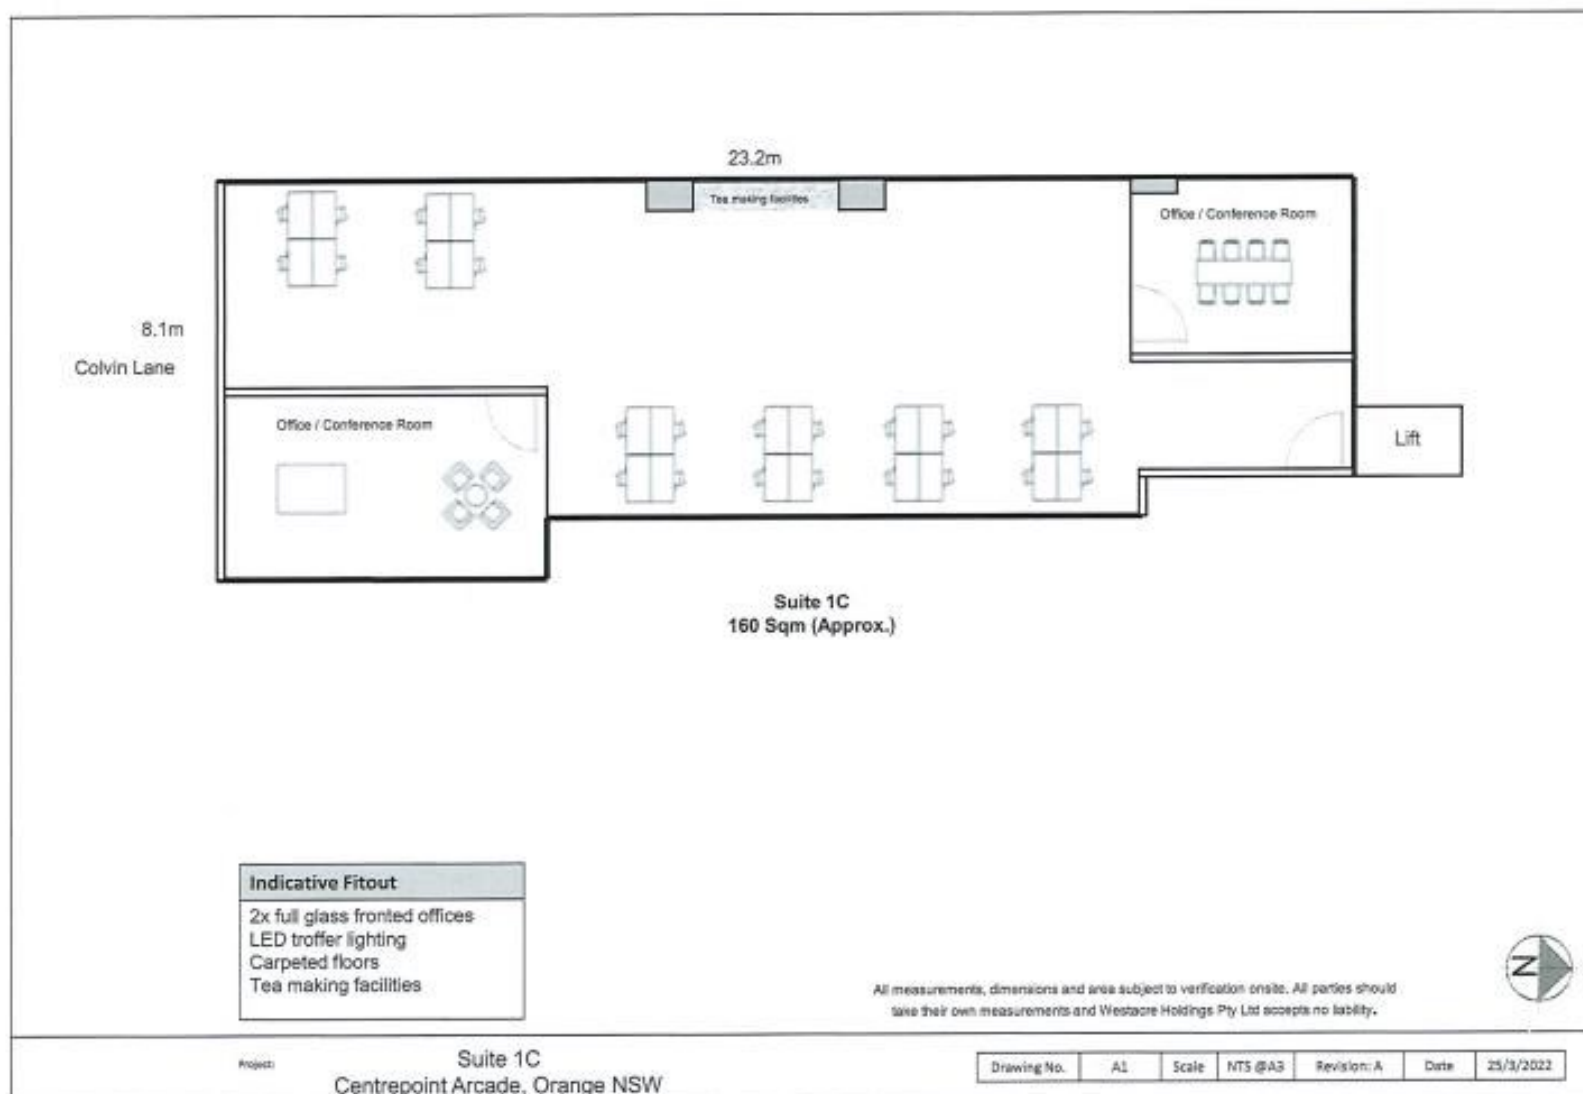 23.2m
Tea making facilities
Office / Conference Room
8.1m
Colvin Lane
Office / Conference Room
Lift
Suite 1C
160 Sqm (Approx.)
Indicative Fitout
2x full glass fronted offices
LED troffer lighting
Carpeted floors
Tea making facilities
N
All measurements, dimensions and area subject to verification onsite. All parties should
take their own measurements and Westacre Holdings Pty Ltd accepts no liability.
Project:
Suite 1C
Centrepoint Arcade, Orange NSW
Drawing No. A1 Scale NTS @A3 Revision: A Date 25/3/2022